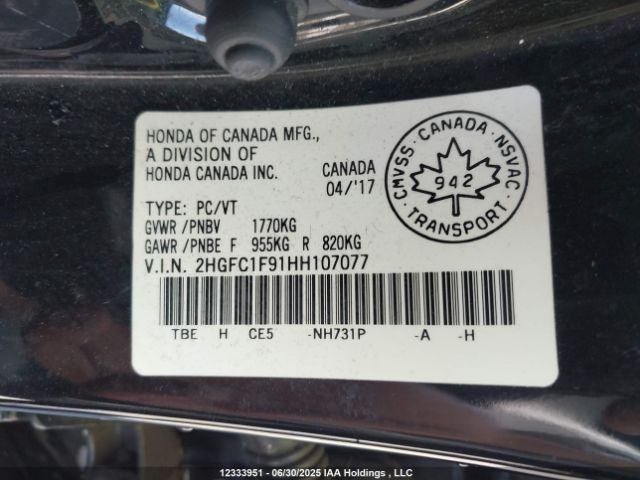 HONDA OF CANADA MFG.,
A DIVISION OF
HONDA CANADA INC.
CANADA
04/'17
TYPE: PC/VT
GVWR /PNBV 1770KG
GAWR /PNBE F 955KG R 820KG
V.I.N. 2HGFC1F91HH107077
TBE H CE5 -NH731P -A -H
CMVSS · CANADA · NSVAC
942
· TRANSPORT ·
12333951 - 06/30/2025 IAA Holdings , LLC